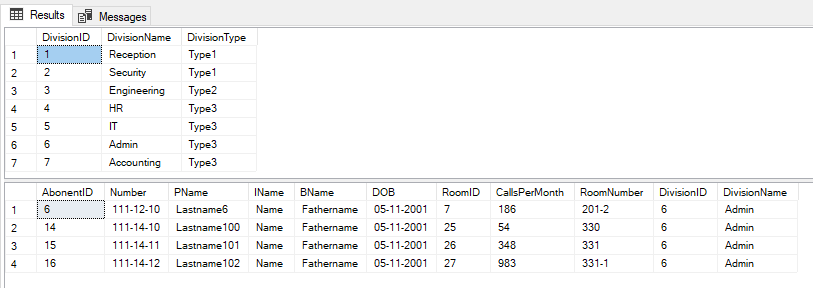 Results Messages
DivisionID DivisionName DivisionType
1 1 Reception Type1
2 2 Security Type1
3 3 Engineering Type2
4 4 HR Type3
5 5 IT Type3
6 6 Admin Type3
7 7 Accounting Type3
AbonentID Number PName IName BName DOB RoomID CallsPerMonth RoomNumber DivisionID DivisionName
1 6 111-12-10 Lastname6 Name Fathername 05-11-2001 7 186 201-2 6 Admin
2 14 111-14-10 Lastname100 Name Fathername 05-11-2001 25 54 330 6 Admin
3 15 111-14-11 Lastname101 Name Fathername 05-11-2001 26 348 331 6 Admin
4 16 111-14-12 Lastname102 Name Fathername 05-11-2001 27 983 331-1 6 Admin